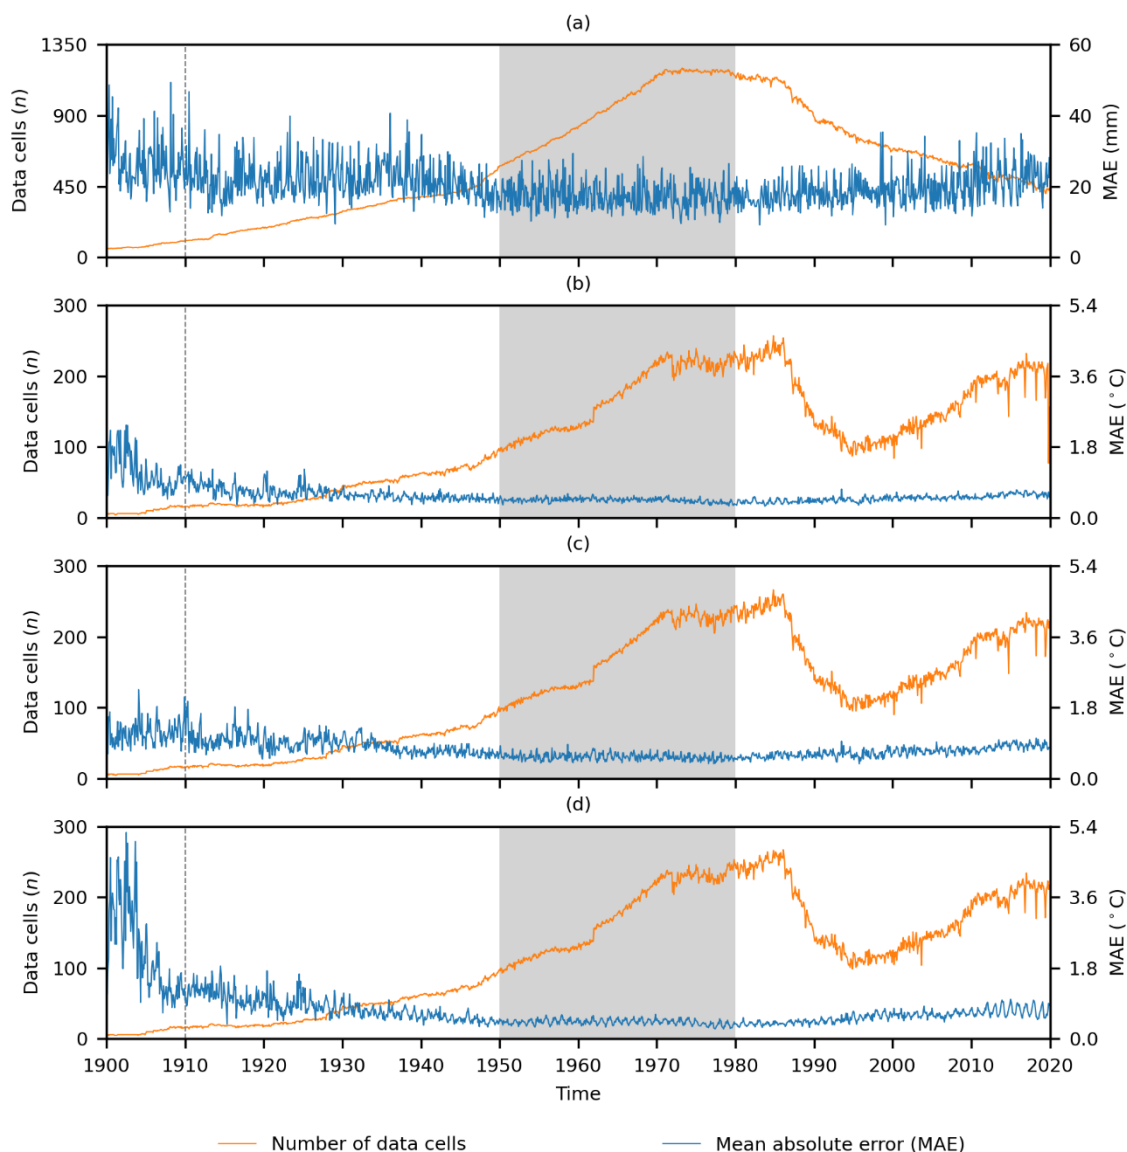 (a)
1350
900
450
0
Data cells (n)
60
40
20
0
MAE (mm)
(b)
300
200
100
0
Data cells (n)
5.4
3.6
1.8
0.0
MAE (°C)
(c)
300
200
100
0
Data cells (n)
5.4
3.6
1.8
0.0
MAE (°C)
(d)
300
200
100
0
Data cells (n)
5.4
3.6
1.8
0.0
MAE (°C)
1900 1910 1920 1930 1940 1950 1960 1970 1980 1990 2000 2010 2020
Time
Number of data cells
Mean absolute error (MAE)